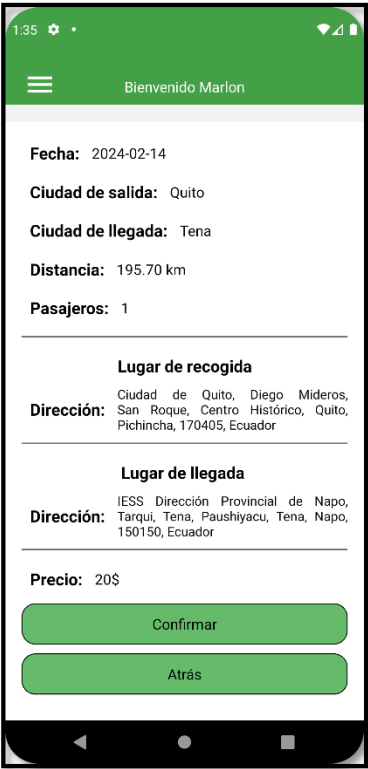 1:35
Bienvenido Marlon
Fecha: 2024-02-14
Ciudad de salida: Quito
Ciudad de llegada: Tena
Distancia: 195.70 km
Pasajeros: 1
Lugar de recogida
Dirección: Ciudad de Quito, Diego Mideros,
San Roque, Centro Histórico, Quito,
Pichincha, 170405, Ecuador
Lugar de llegada
Dirección: IESS Dirección Provincial de Napo,
Tarqui, Tena, Paushiyacu, Tena, Napo,
150150, Ecuador
Precio: 20$
Confirmar
Atrás